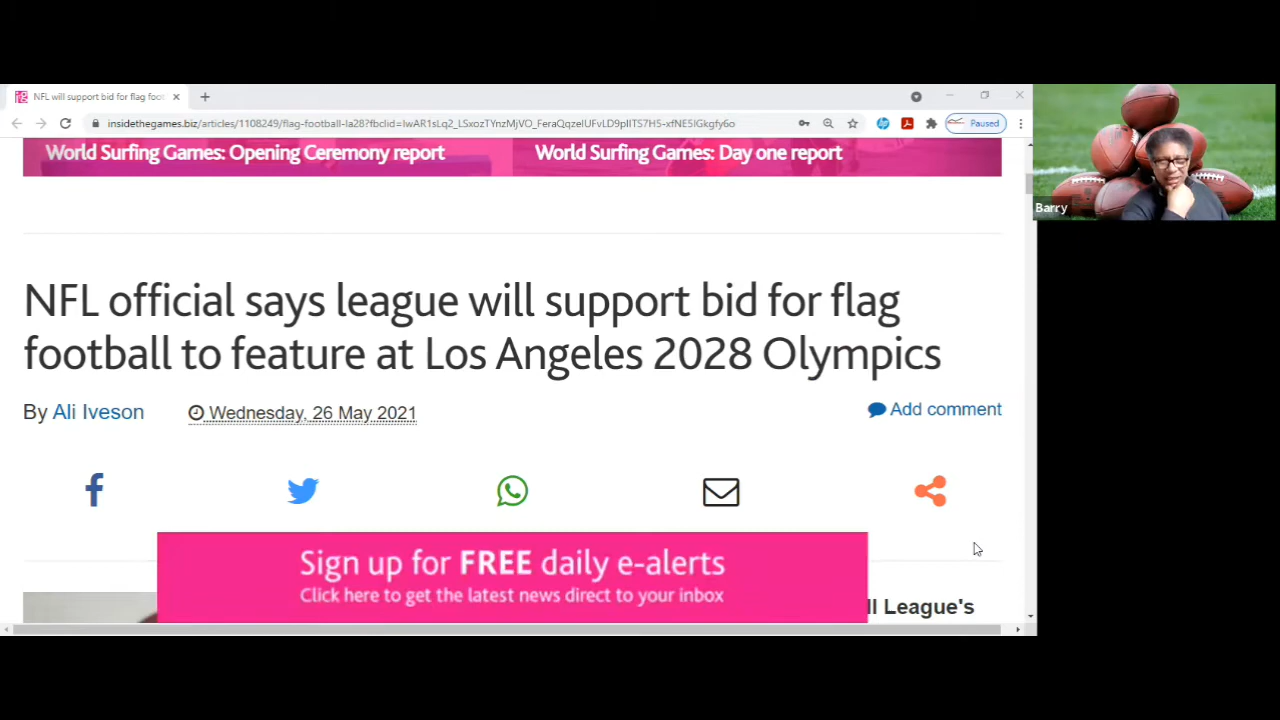 NFL will support bid for flag foot
insidethegames.biz/articles/1108249/flag-football-la28?fbclid=
Paused
World Surfing Games: Opening Ceremony report
World Surfing Games: Day one report
Barry
NFL official says league will support bid for flag
football to feature at Los Angeles 2028 Olympics
By Ali Iveson
Wednesday, 26 May 2021
Add comment
Sign up for FREE daily e-alerts
Click here to get the latest news direct to your inbox
ll League's